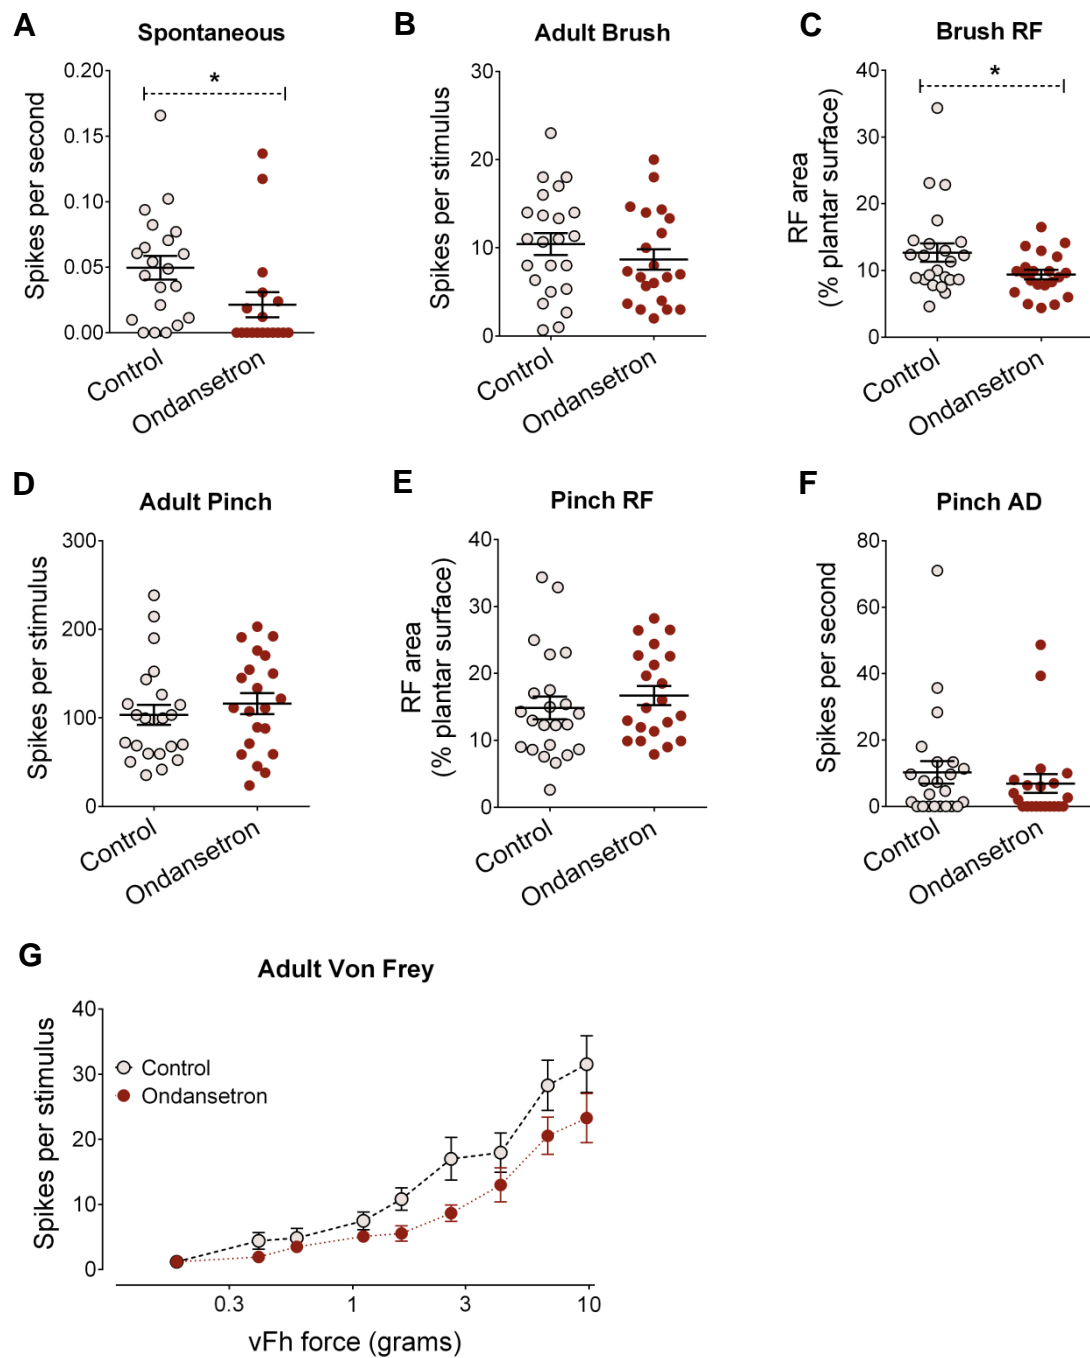 A
Spontaneous
Spikes per second
0.20
0.15
0.10
0.05
0.00
*
Control
Ondansetron
B
Adult Brush
Spikes per stimulus
30
20
10
0
Control
Ondansetron
C
Brush RF
RF area
(% plantar surface)
40
30
20
10
0
*
Control
Ondansetron
D
Adult Pinch
Spikes per stimulus
300
200
100
0
Control
Ondansetron
E
Pinch RF
RF area
(% plantar surface)
40
30
20
10
0
Control
Ondansetron
F
Pinch AD
Spikes per second
80
60
40
20
0
Control
Ondansetron
G
Adult Von Frey
Spikes per stimulus
40
30
20
10
0
Control
Ondansetron
0.3 1 3 10
vFh force (grams)